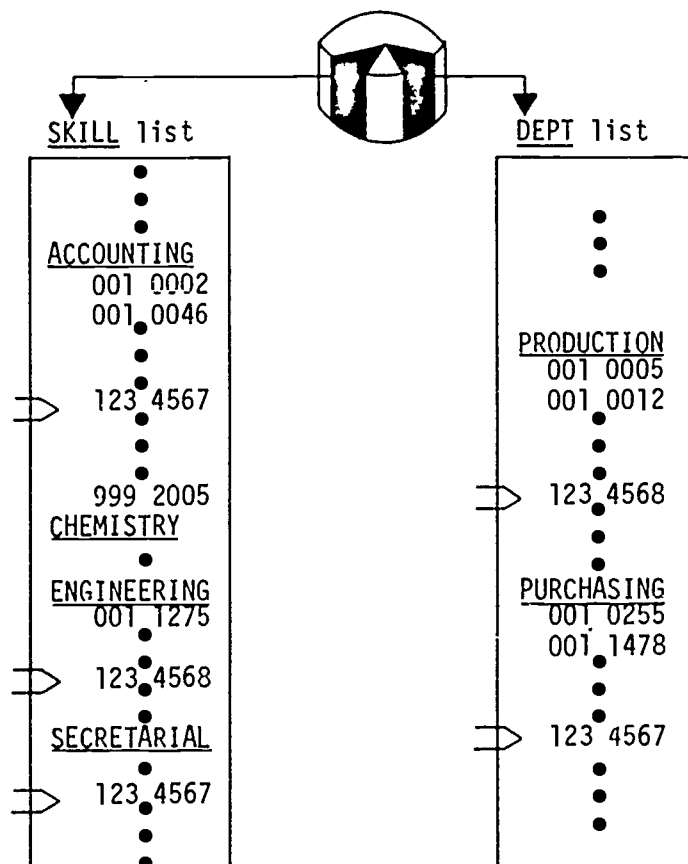 SKILL list
ACCOUNTING
001 0002
001 0046
123 4567
999 2005
CHEMISTRY
ENGINEERING
001 1275
123 4568
SECRETARIAL
123 4567
DEPT list
PRODUCTION
001 0005
001 0012
123 4568
PURCHASING
001 0255
001 1478
123 4567